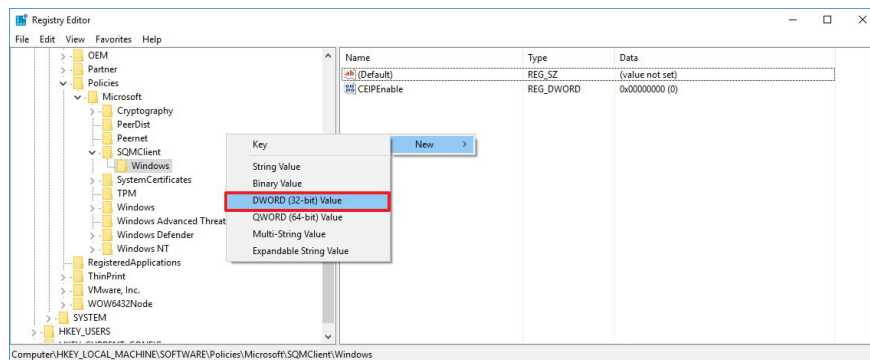 Registry Editor
File Edit View Favorites Help
OEM
Partner
Policies
Microsoft
Cryptography
PeerDist
Peernet
SQMClient
Windows
SystemCertificates
TPM
Windows
Windows Advanced Threat
Windows Defender
Windows NT
RegisteredApplications
ThinPrint
VMware, Inc.
WOW6432Node
SYSTEM
HKEY_USERS
Name Type Data
(Default) REG_SZ (value not set)
CEIPEnable REG_DWORD 0x00000000 (0)
New
Key
String Value
Binary Value
DWORD (32-bit) Value
QWORD (64-bit) Value
Multi-String Value
Expandable String Value
Computer\HKEY_LOCAL_MACHINE\SOFTWARE\Policies\Microsoft\SQMClient\Windows